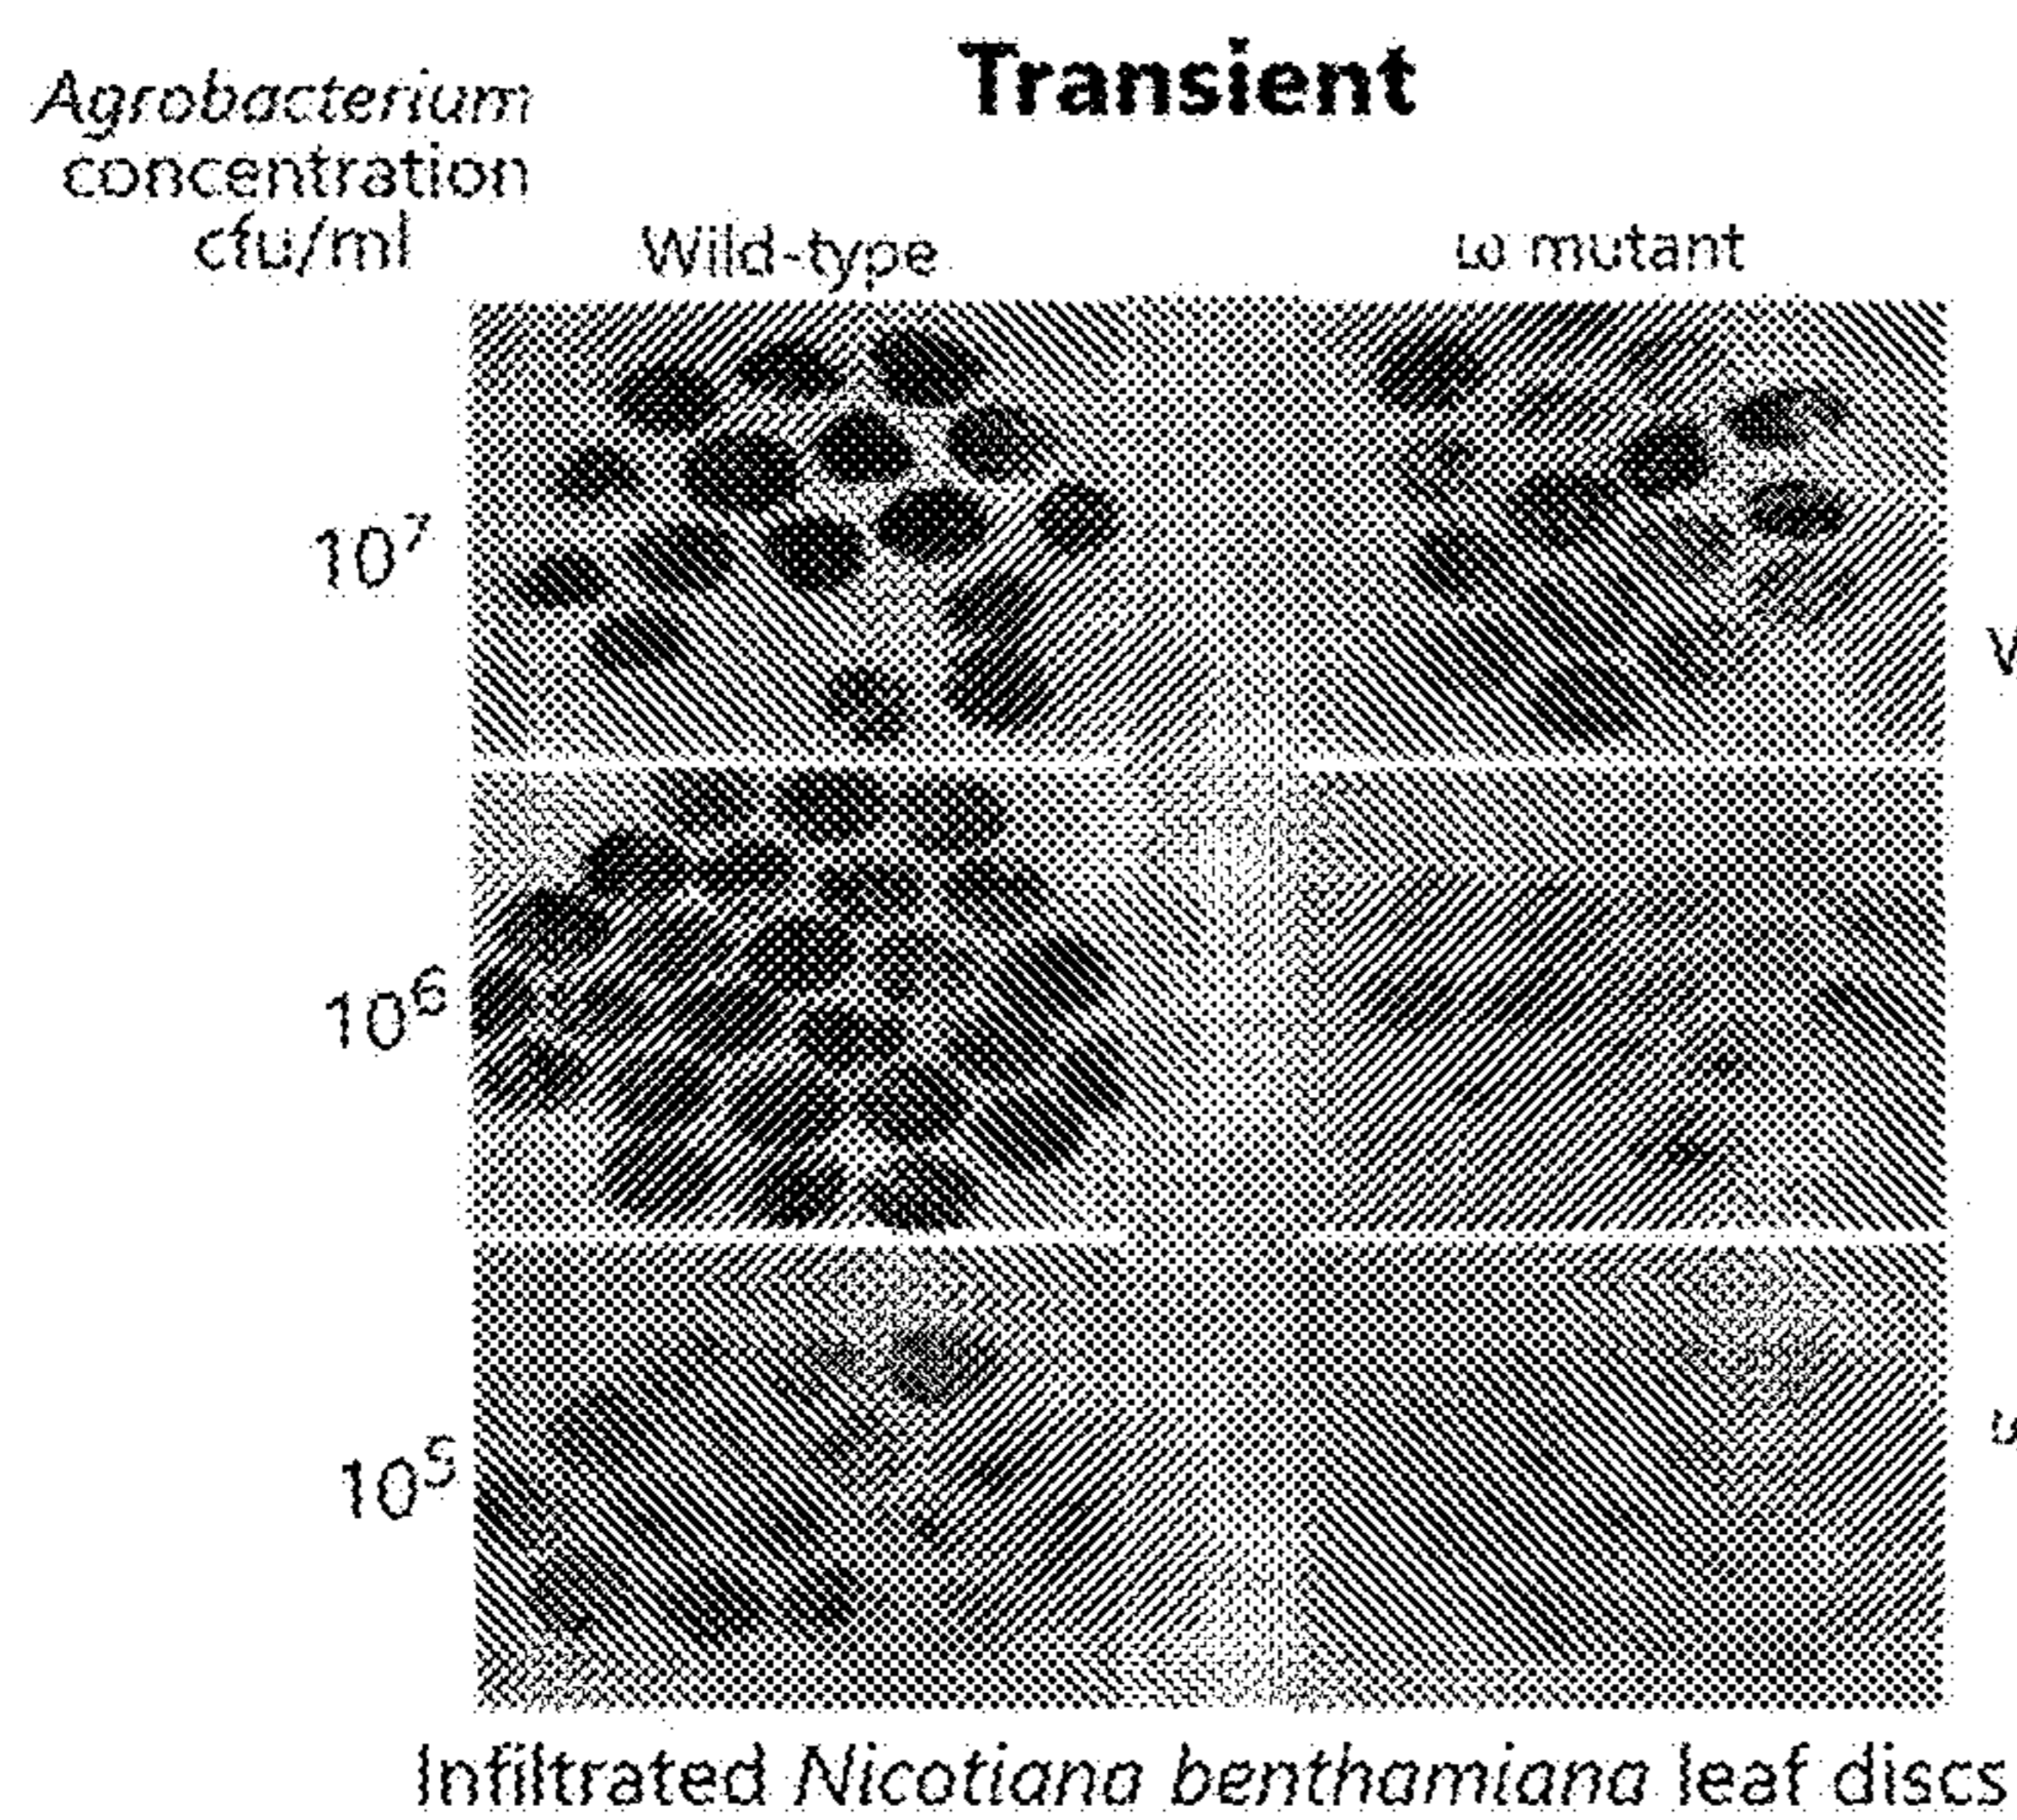 Transient
Agrobacterium
concentration
cfu/ml
Wild-type
ω mutant
10⁷
10⁶
10⁵
Infiltrated Nicotiana benthamiana leaf discs